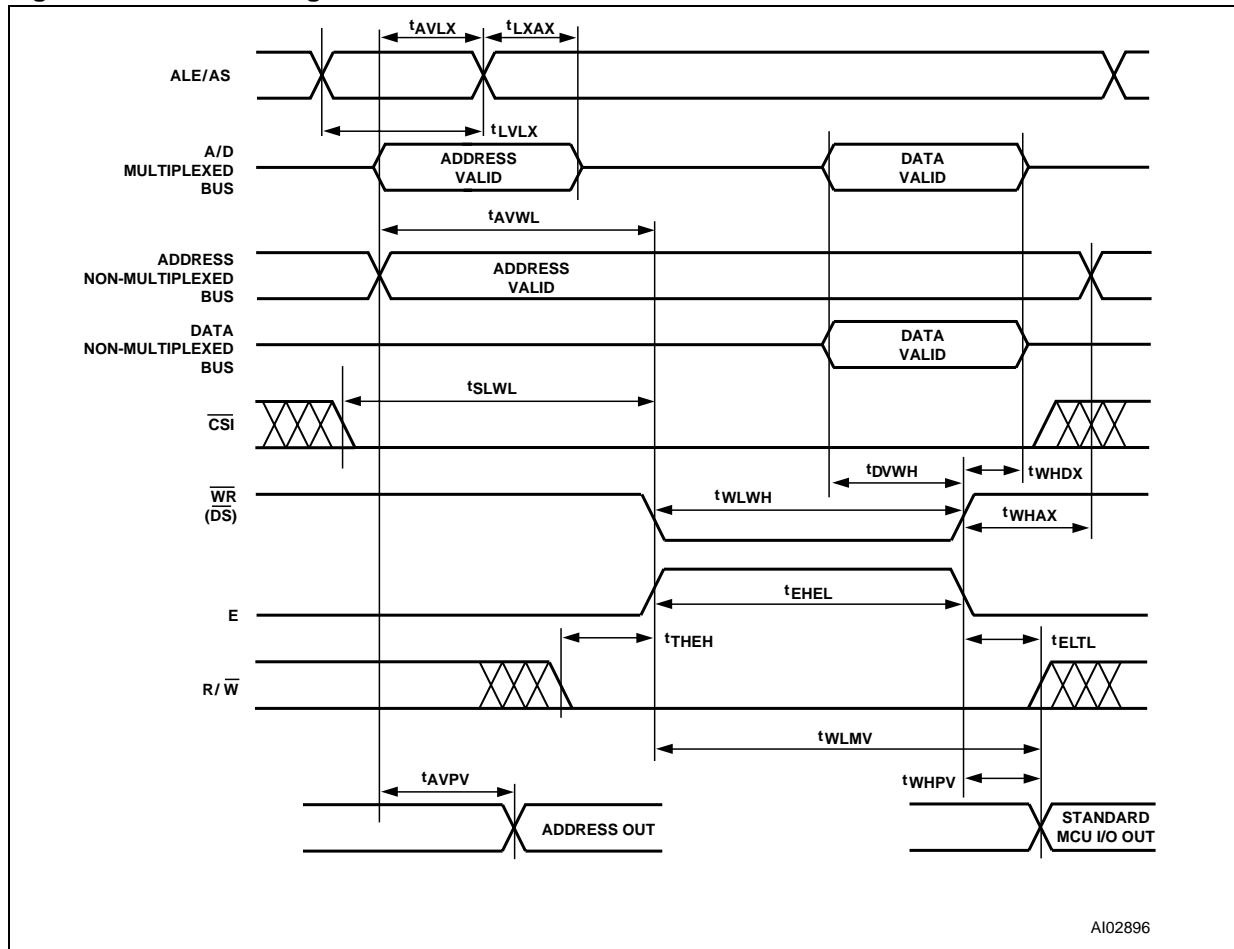 tAVLX
tLXAX
ALE/AS
tLVLX
A/D
MULTIPLEXED
BUS
ADDRESS
VALID
DATA
VALID
tAVWL
ADDRESS
NON-MULTIPLEXED
BUS
ADDRESS
VALID
DATA
NON-MULTIPLEXED
BUS
DATA
VALID
tSLWL
CSI
tDVWH
tWHDX
WR
(DS)
tWLWH
tWHAX
tEHEL
E
tTHEH
tELTL
R/ W
tWLMV
tAVPV
tWHPV
ADDRESS OUT
STANDARD
MCU I/O OUT
AI02896